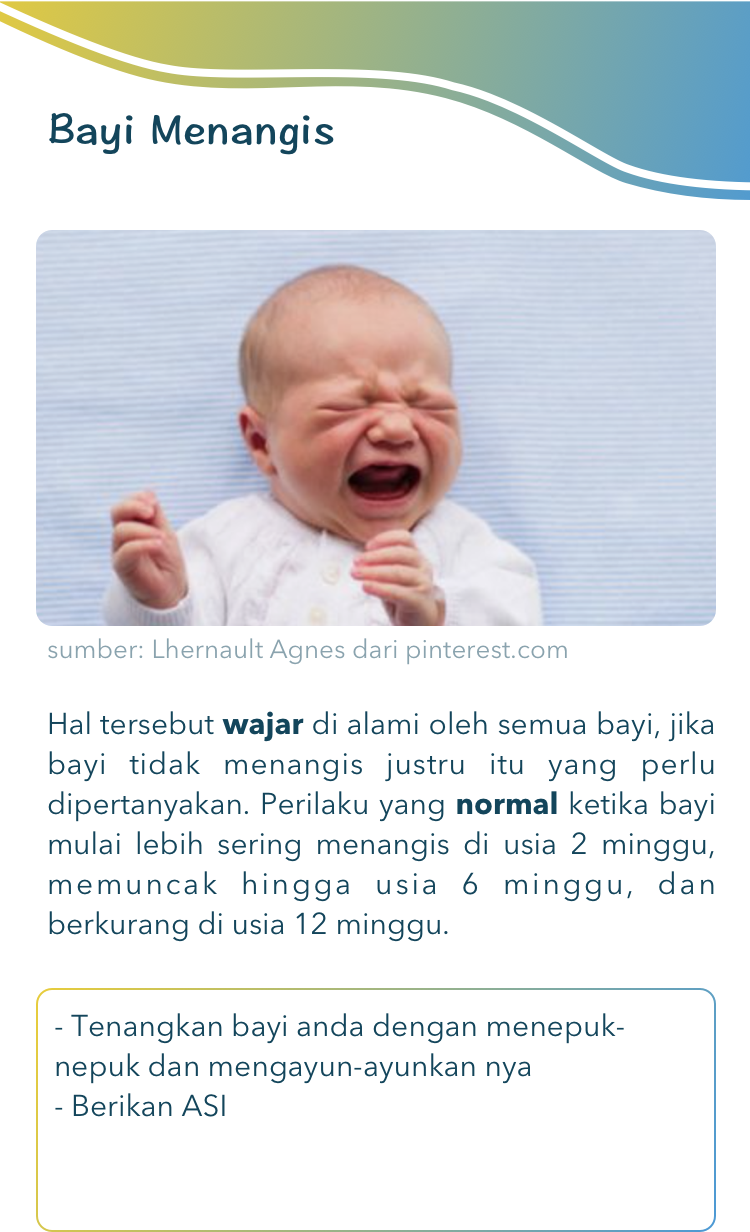 Bayi Menangis
sumber: Lhernault Agnes dari pinterest.com
Hal tersebut wajar di alami oleh semua bayi, jika
bayi tidak menangis justru itu yang perlu
dipertanyakan. Perilaku yang normal ketika bayi
mulai lebih sering menangis di usia 2 minggu,
memuncak hingga usia 6 minggu, dan
berkurang di usia 12 minggu.
- Tenangkan bayi anda dengan menepuk-
nepuk dan mengayun-ayunkan nya
- Berikan ASI